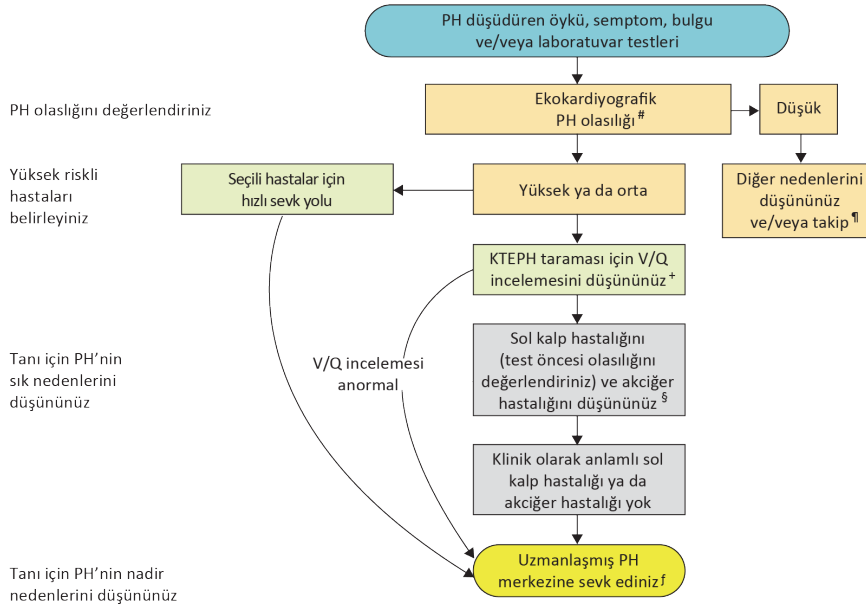 PH düşüdüren öykü, semptom, bulgu
ve/veya laboratuvar testleri
PH olaslığını değerlendiriniz
Ekokardiyografik
PH olasılığı #
Düşük
Yüksek riskli
hastaları
belirleyiniz
Seçili hastalar için
hızlı sevk yolu
Yüksek ya da orta
Diğer nedenlerini
düşününüz
ve/veya takip ¶
KTEPH taraması için V/Q
incelemesini düşününüz +
Tanı için PH’nin
sık nedenlerini
düşününüz
V/Q incelemesi
anormal
Sol kalp hastalığını
(test öncesi olasılığını
değerlendiriniz) ve akciğer
hastalığını düşününüz §
Klinik olarak anlamlı sol
kalp hastalığı ya da
akciğer hastalığı yok
Tanı için PH’nin nadir
nedenlerini düşününüz
Uzmanlaşmış PH
merkezine sevk ediniz ƒ